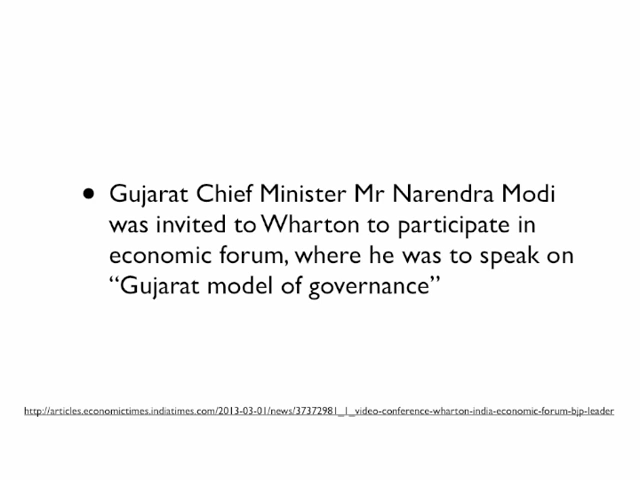 • Gujarat Chief Minister Mr Narendra Modi
was invited to Wharton to participate in
economic forum, where he was to speak on
“Gujarat model of governance”
http://articles.economictimes.indiatimes.com/2013-03-01/news/37372981_1_video-conference-wharton-india-economic-forum-bjp-leader